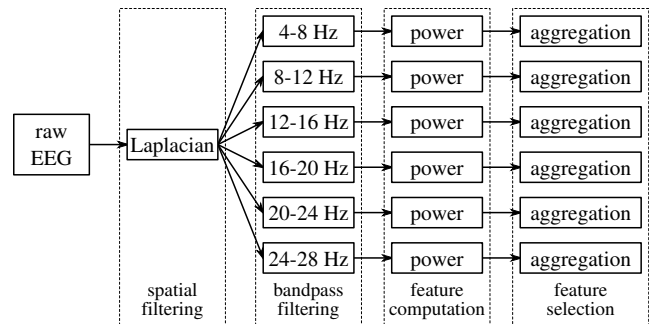 raw
EEG
Laplacian
4-8 Hz
power
aggregation
8-12 Hz
power
aggregation
12-16 Hz
power
aggregation
16-20 Hz
power
aggregation
20-24 Hz
power
aggregation
24-28 Hz
power
aggregation
spatial
filtering
bandpass
filtering
feature
computation
feature
selection